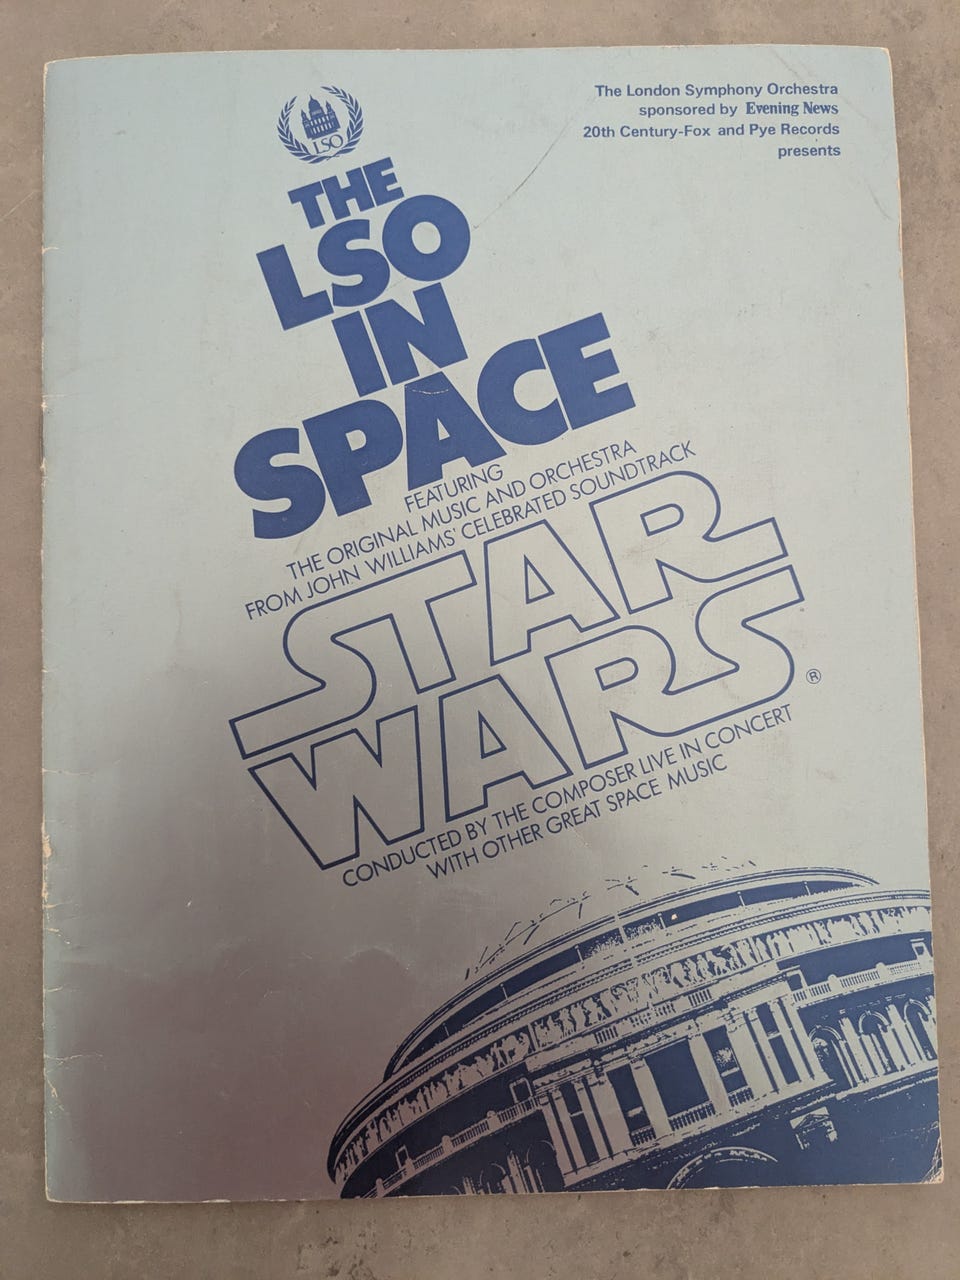 The London Symphony Orchestra
sponsored by Evening News
20th Century-Fox and Pye Records
presents
LSO
THE
LSO
IN
SPACE
FEATURING
THE ORIGINAL MUSIC AND ORCHESTRA
FROM JOHN WILLIAMS' CELEBRATED SOUNDTRACK
STAR
WARS ®
CONDUCTED BY THE COMPOSER LIVE IN CONCERT
WITH OTHER GREAT SPACE MUSIC